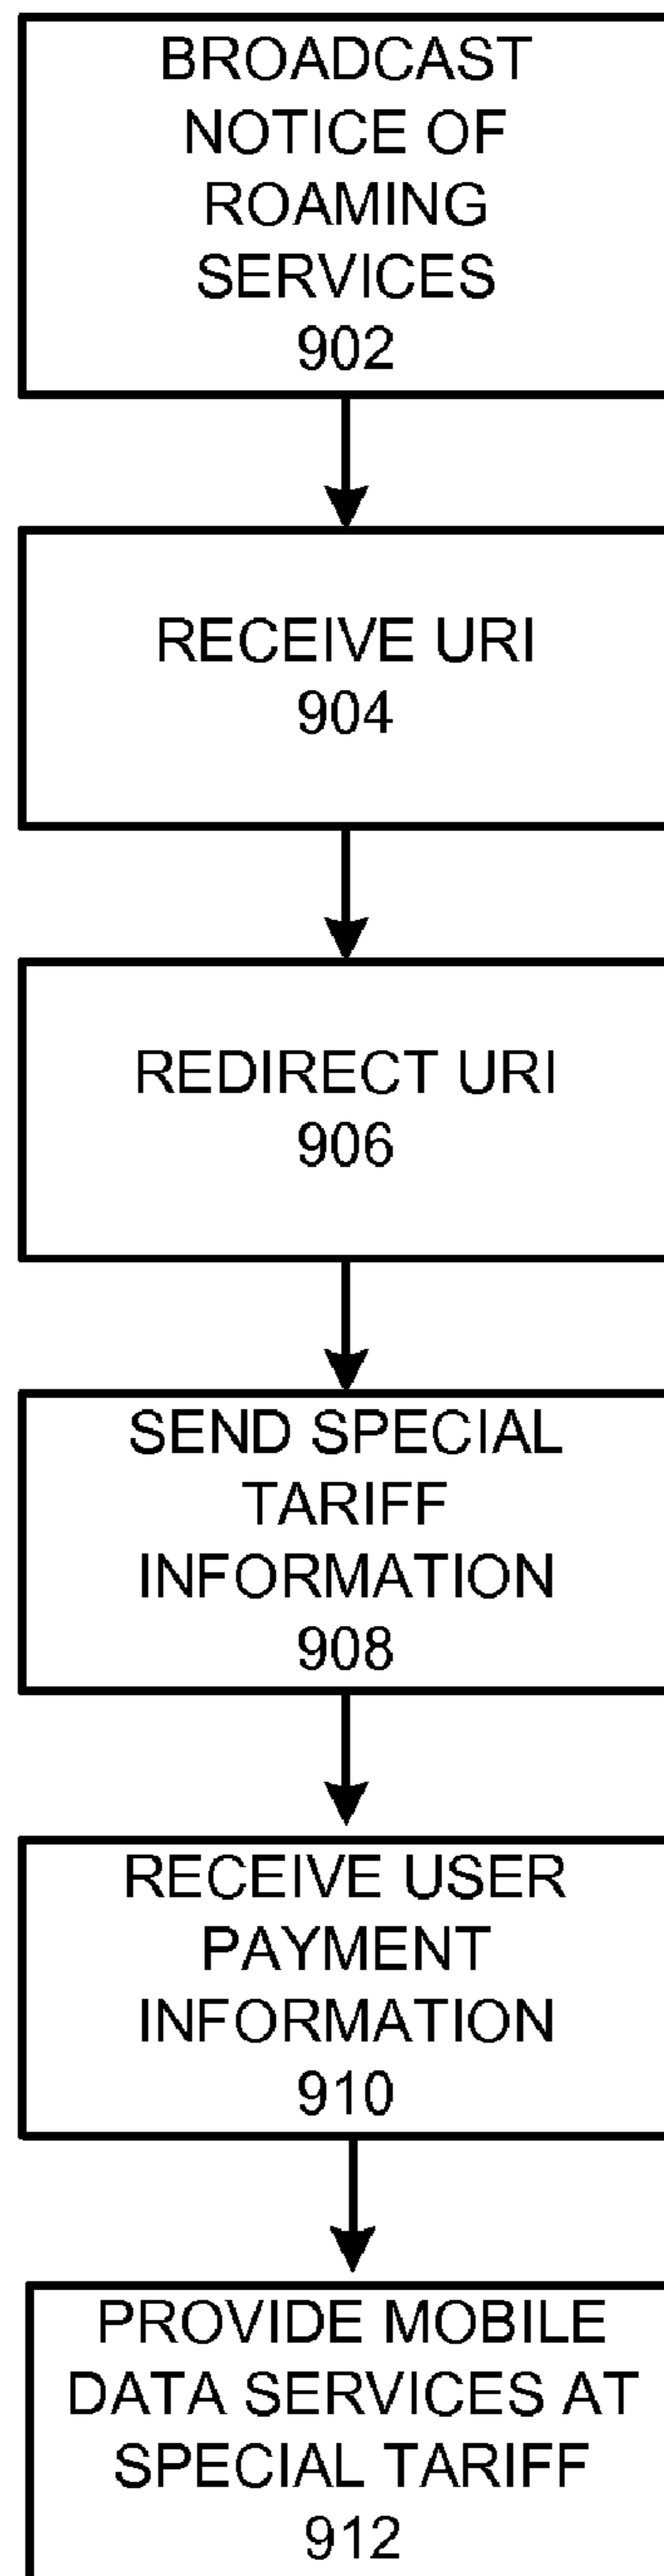 BROADCAST
NOTICE OF
ROAMING
SERVICES
902
RECEIVE URI
904
REDIRECT URI
906
SEND SPECIAL
TARIFF
INFORMATION
908
RECEIVE USER
PAYMENT
INFORMATION
910
PROVIDE MOBILE
DATA SERVICES AT
SPECIAL TARIFF
912